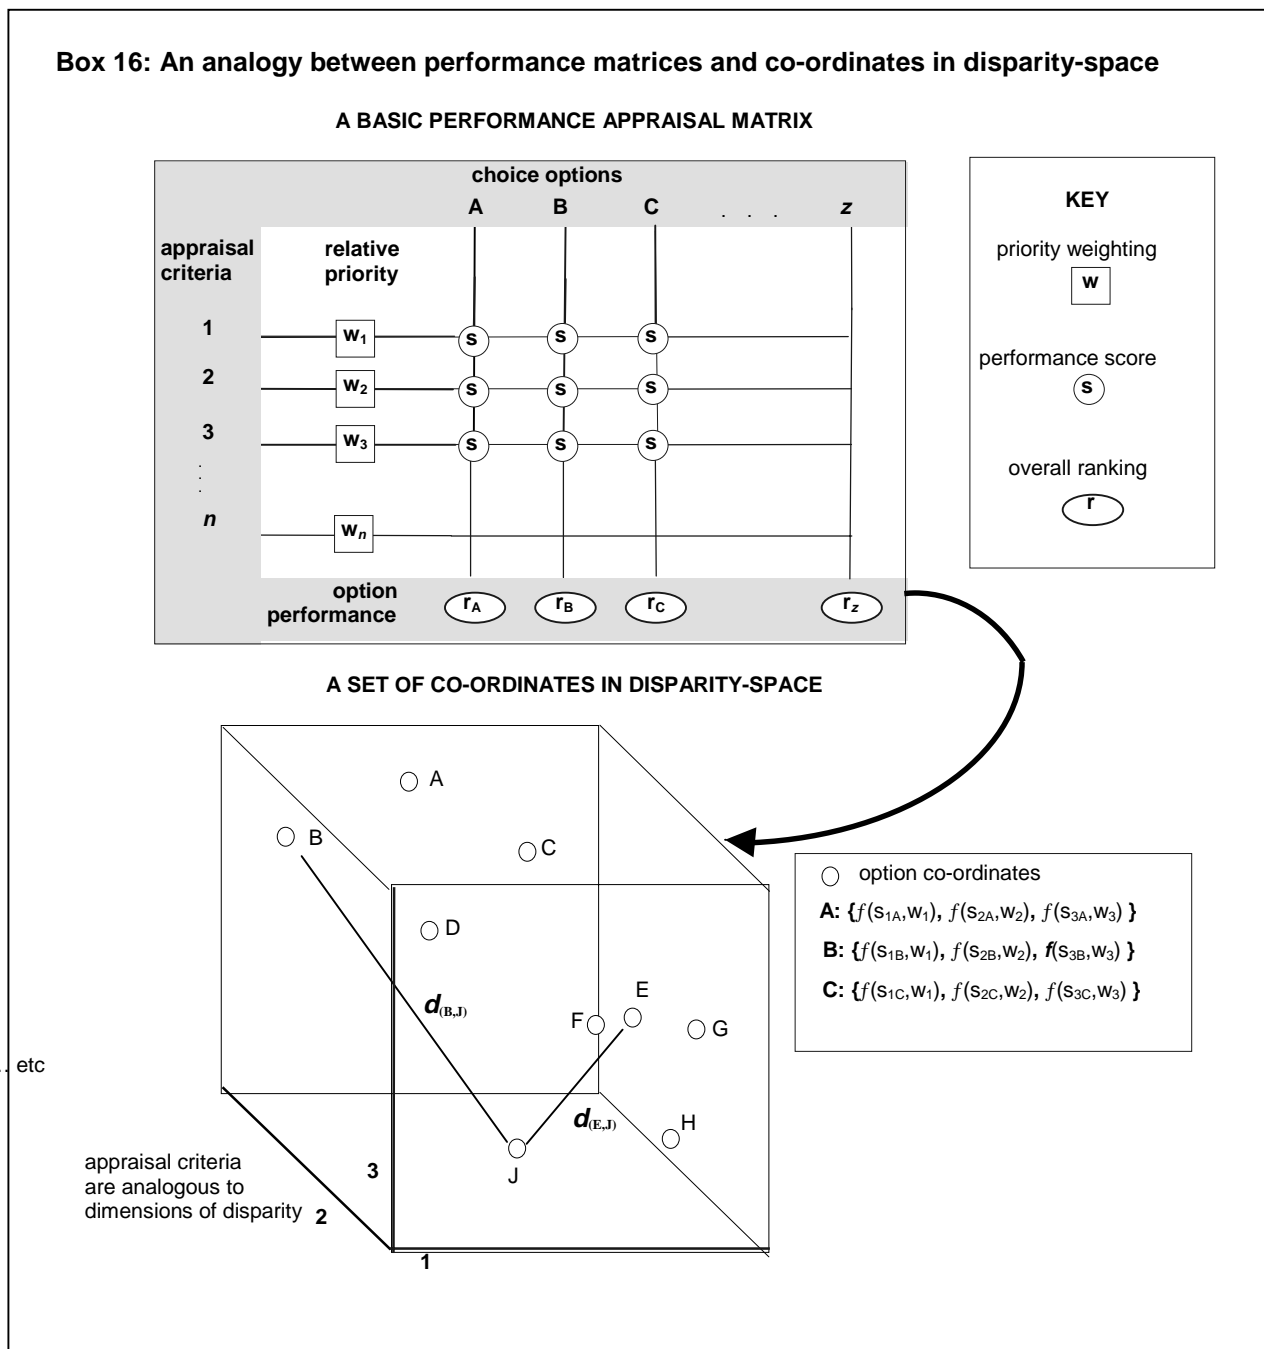 Box 16: An analogy between performance matrices and co-ordinates in disparity-space
A BASIC PERFORMANCE APPRAISAL MATRIX
choice options
A B C . . . z
appraisal criteria
relative priority
1 w1 s s s
2 w2 s s s
3 w3 s s s
. . .
n wn
option performance
rA rB rC rz
KEY
priority weighting
w
performance score
s
overall ranking
r
A SET OF CO-ORDINATES IN DISPARITY-SPACE
A
B
C
D
d(B,J)
E
F
G
d(E,J)
H
J
3
2
1
appraisal criteria
are analogous to
dimensions of disparity
option co-ordinates
A: {f(s1A,w1), f(s2A,w2), f(s3A,w3) }
B: {f(s1B,w1), f(s2B,w2), f(s3B,w3) }
C: {f(s1C,w1), f(s2C,w2), f(s3C,w3) }
.. etc